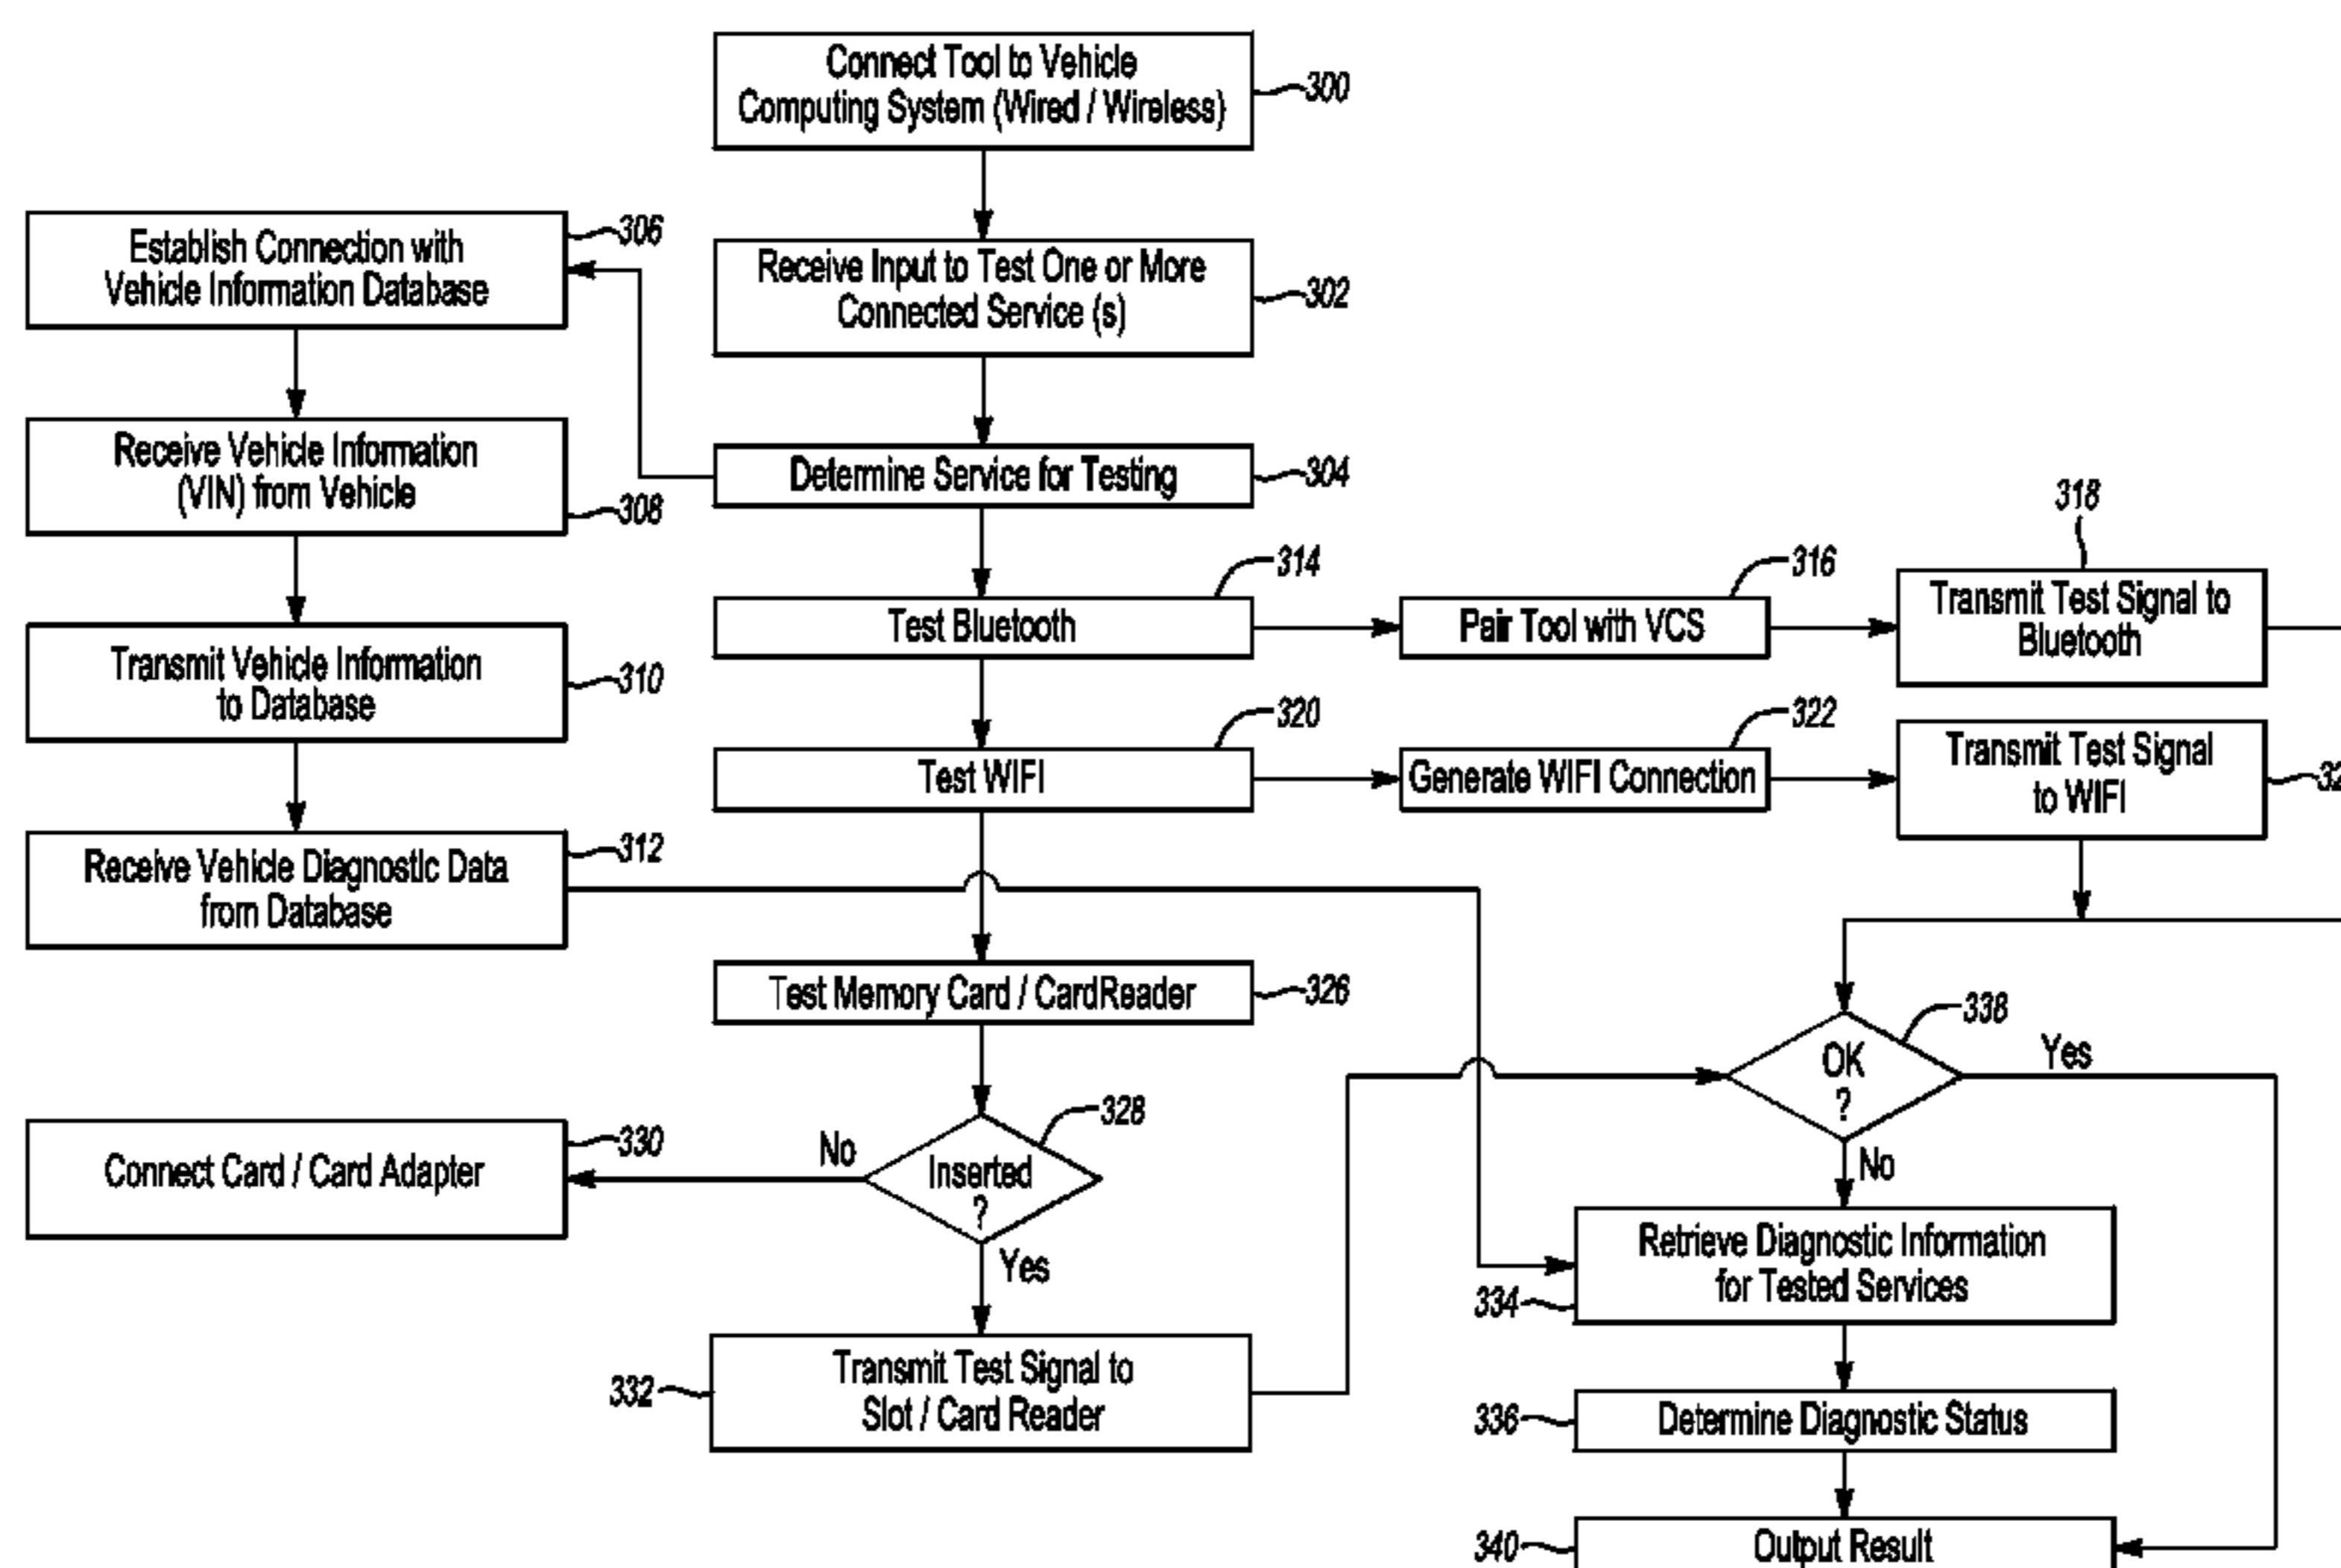 Connect Tool to Vehicle
Computing System (Wired / Wireless)
300
Establish Connection with
Vehicle Information Database
306
Receive Input to Test One or More
Connected Service (s)
302
Receive Vehicle Information
(VIN) from Vehicle
308
Determine Service for Testing
304
Transmit Vehicle Information
to Database
310
Test Bluetooth
314
Pair Tool with VCS
316
Transmit Test Signal to
Bluetooth
318
Test WIFI
320
Generate WIFI Connection
322
Transmit Test Signal
to WIFI
Receive Vehicle Diagnostic Data
from Database
312
Test Memory Card / CardReader
326
OK
?
338
Yes
No
Inserted
?
328
No
Yes
Connect Card / Card Adapter
330
Transmit Test Signal to
Slot / Card Reader
332
Retrieve Diagnostic Information
for Tested Services
334
Determine Diagnostic Status
336
Output Result
340